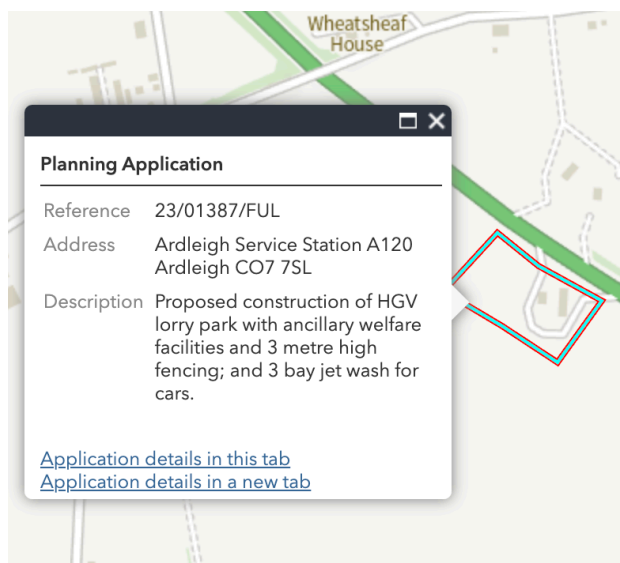 Wheatsheaf
House
Planning Application
Reference 23/01387/FUL
Address Ardleigh Service Station A120
Ardleigh CO7 7SL
Description Proposed construction of HGV
lorry park with ancillary welfare
facilities and 3 metre high
fencing; and 3 bay jet wash for
cars.
Application details in this tab
Application details in a new tab